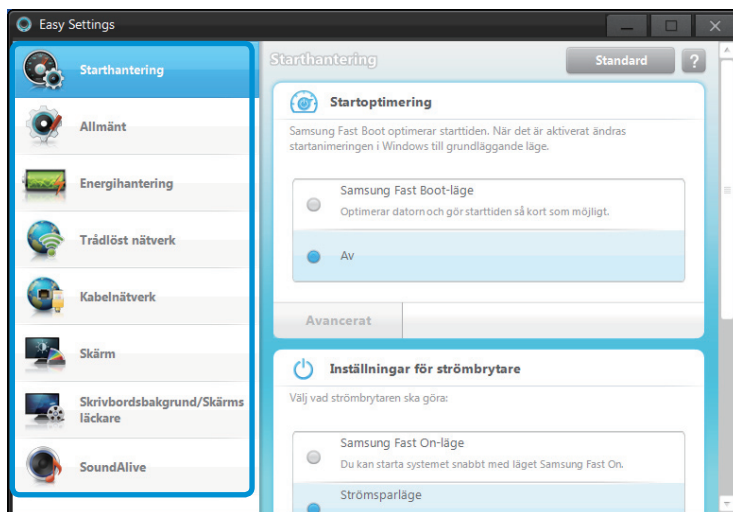 Easy Settings
Starthantering
Allmänt
Energihantering
Trådlöst nätverk
Kabelnätverk
Skärm
Skrivbordsbakgrund/Skärms
läckare
SoundAlive
Starthantering
Standard
?
Startoptimering
Samsung Fast Boot optimerar starttiden. När det är aktiverat ändras
startanimeringen i Windows till grundläggande läge.
Samsung Fast Boot-läge
Optimerar datorn och gör starttiden så kort som möjligt.
Av
Avancerat
Inställningar för strömbrytare
Välj vad strömbrytaren ska göra:
Samsung Fast On-läge
Du kan starta systemet snabbt med läget Samsung Fast On.
Strömsparläge